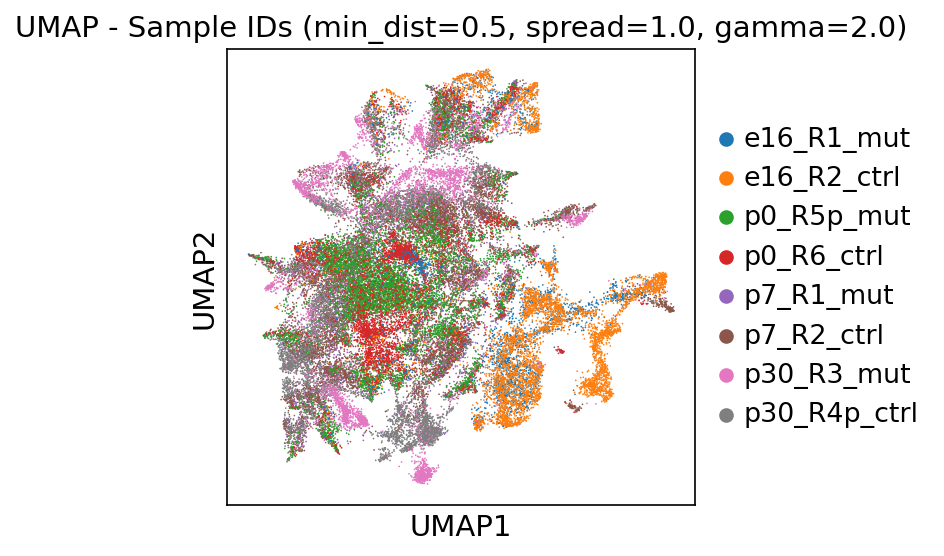 UMAP - Sample IDs (min_dist=0.5, spread=1.0, gamma=2.0)
e16_R1_mut
e16_R2_ctrl
p0_R5p_mut
p0_R6_ctrl
p7_R1_mut
p7_R2_ctrl
p30_R3_mut
p30_R4p_ctrl
UMAP2
UMAP1